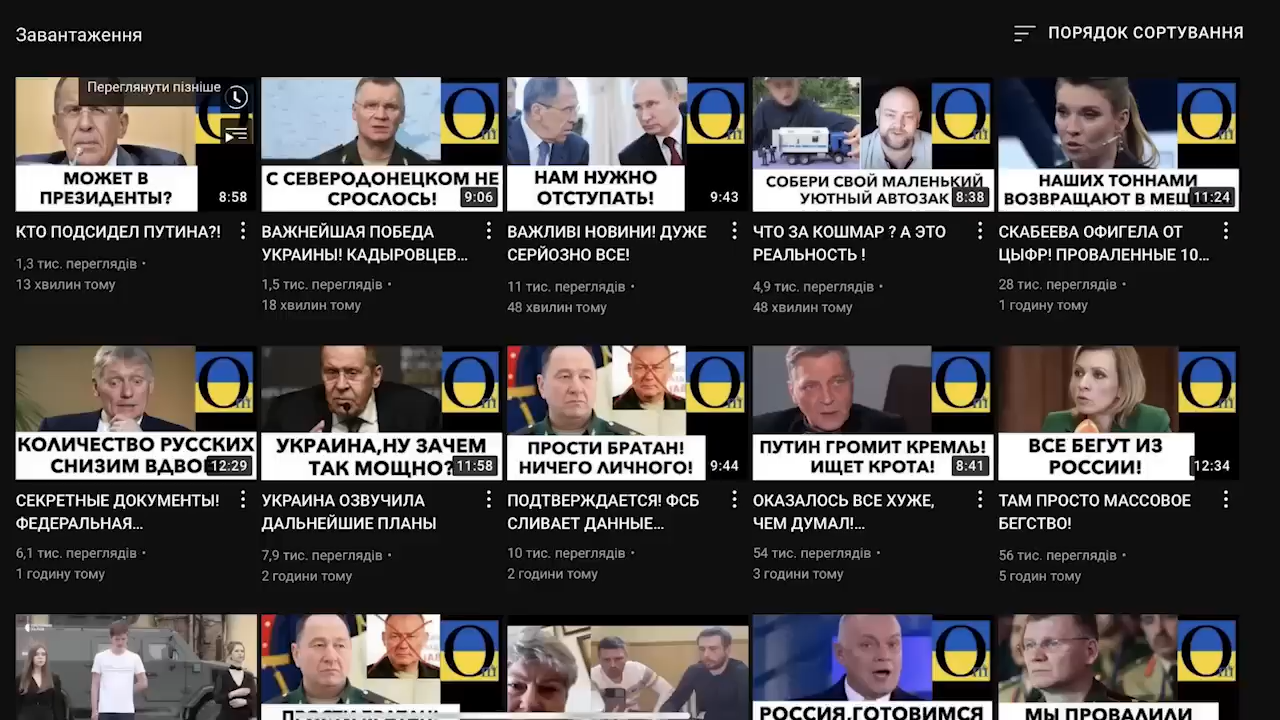 Завантаження
ПОРЯДОК СОРТУВАННЯ
Переглянути пізніше
МОЖЕТ В
ПРЕЗИДЕНТЫ?
8:58
КТО ПОДСИДЕЛ ПУТИНА?!
1,3 тис. переглядів •
13 хвилин тому
С СЕВЕРОДОНЕЦКОМ НЕ
СРОСЛОСЬ!
9:06
ВАЖНЕЙШАЯ ПОБЕДА
УКРАИНЫ! КАДЫРОВЦЕВ...
1,5 тис. переглядів •
18 хвилин тому
НАМ НУЖНО
ОТСТУПАТЬ!
9:43
ВАЖЛИВІ НОВИНИ! ДУЖЕ
СЕРЙОЗНО ВСЕ!
11 тис. переглядів •
48 хвилин тому
СОБЕРИ СВОЙ МАЛЕНЬКИЙ
УЮТНЫЙ АВТОЗАК
8:38
ЧТО ЗА КОШМАР ? А ЭТО
РЕАЛЬНОСТЬ !
4,9 тис. переглядів •
48 хвилин тому
НАШИХ ТОННАМИ
ВОЗВРАЩАЮТ В
11:24
СКАБЕЕВА ОФИГЕЛА ОТ
ЦЫФР! ПРОВАЛЕННЫЕ 10...
28 тис. переглядів •
1 годину тому
КОЛИЧЕСТВО РУССКИХ
СНИЗИМ
12:29
СЕКРЕТНЫЕ ДОКУМЕНТЫ!
ФЕДЕРАЛЬНАЯ...
6,1 тис. переглядів •
1 годину тому
УКРАИНА,НУ ЗАЧЕМ
ТАК МОЩНО?
11:58
УКРАИНА ОЗВУЧИЛА
ДАЛЬНЕЙШИЕ ПЛАНЫ
7,9 тис. переглядів •
2 години тому
ПРОСТИ БРАТАН!
НИЧЕГО ЛИЧНОГО!
9:44
ПОДТВЕРЖДАЕТСЯ! ФСБ
СЛИВАЕТ ДАННЫЕ...
10 тис. переглядів •
2 години тому
ПУТИН ГРОМИТ КРЕМЛЬ!
ИЩЕТ КРОТА!
8:41
ОКАЗАЛОСЬ ВСЕ ХУЖЕ,
ЧЕМ ДУМАЛ!...
54 тис. переглядів •
3 години тому
ВСЕ БЕГУТ ИЗ
РОССИИ!
12:34
ТАМ ПРОСТО МАССОВОЕ
БЕГСТВО!
56 тис. переглядів •
5 годин тому
ПРОСТИ БРАТАН!
РОССИЯ,ГОТОВИМСЯ
МЫ ПРОВАЛИЛИ